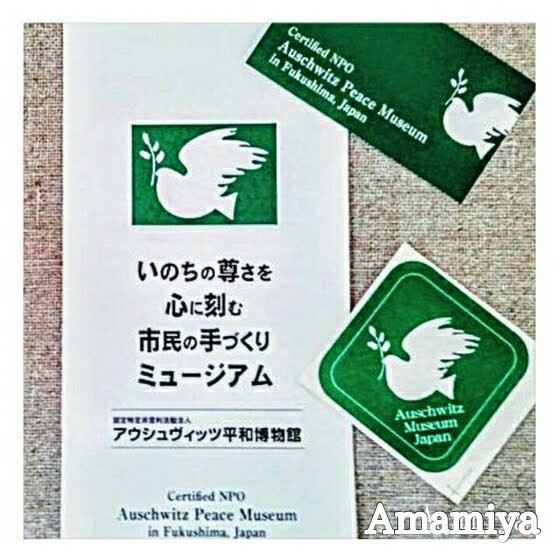 いのちの尊さを
心に刻む
市民の手づくり
ミュージアム
認定特定非営利活動法人
アウシュヴィッツ平和博物館
Certified NPO
Auschwitz Peace Museum
in Fukushima, Japan
Certified NPO
Auschwitz Peace Museum
in Fukushima, Japan
Auschwitz
Museum
Japan
Amamiya